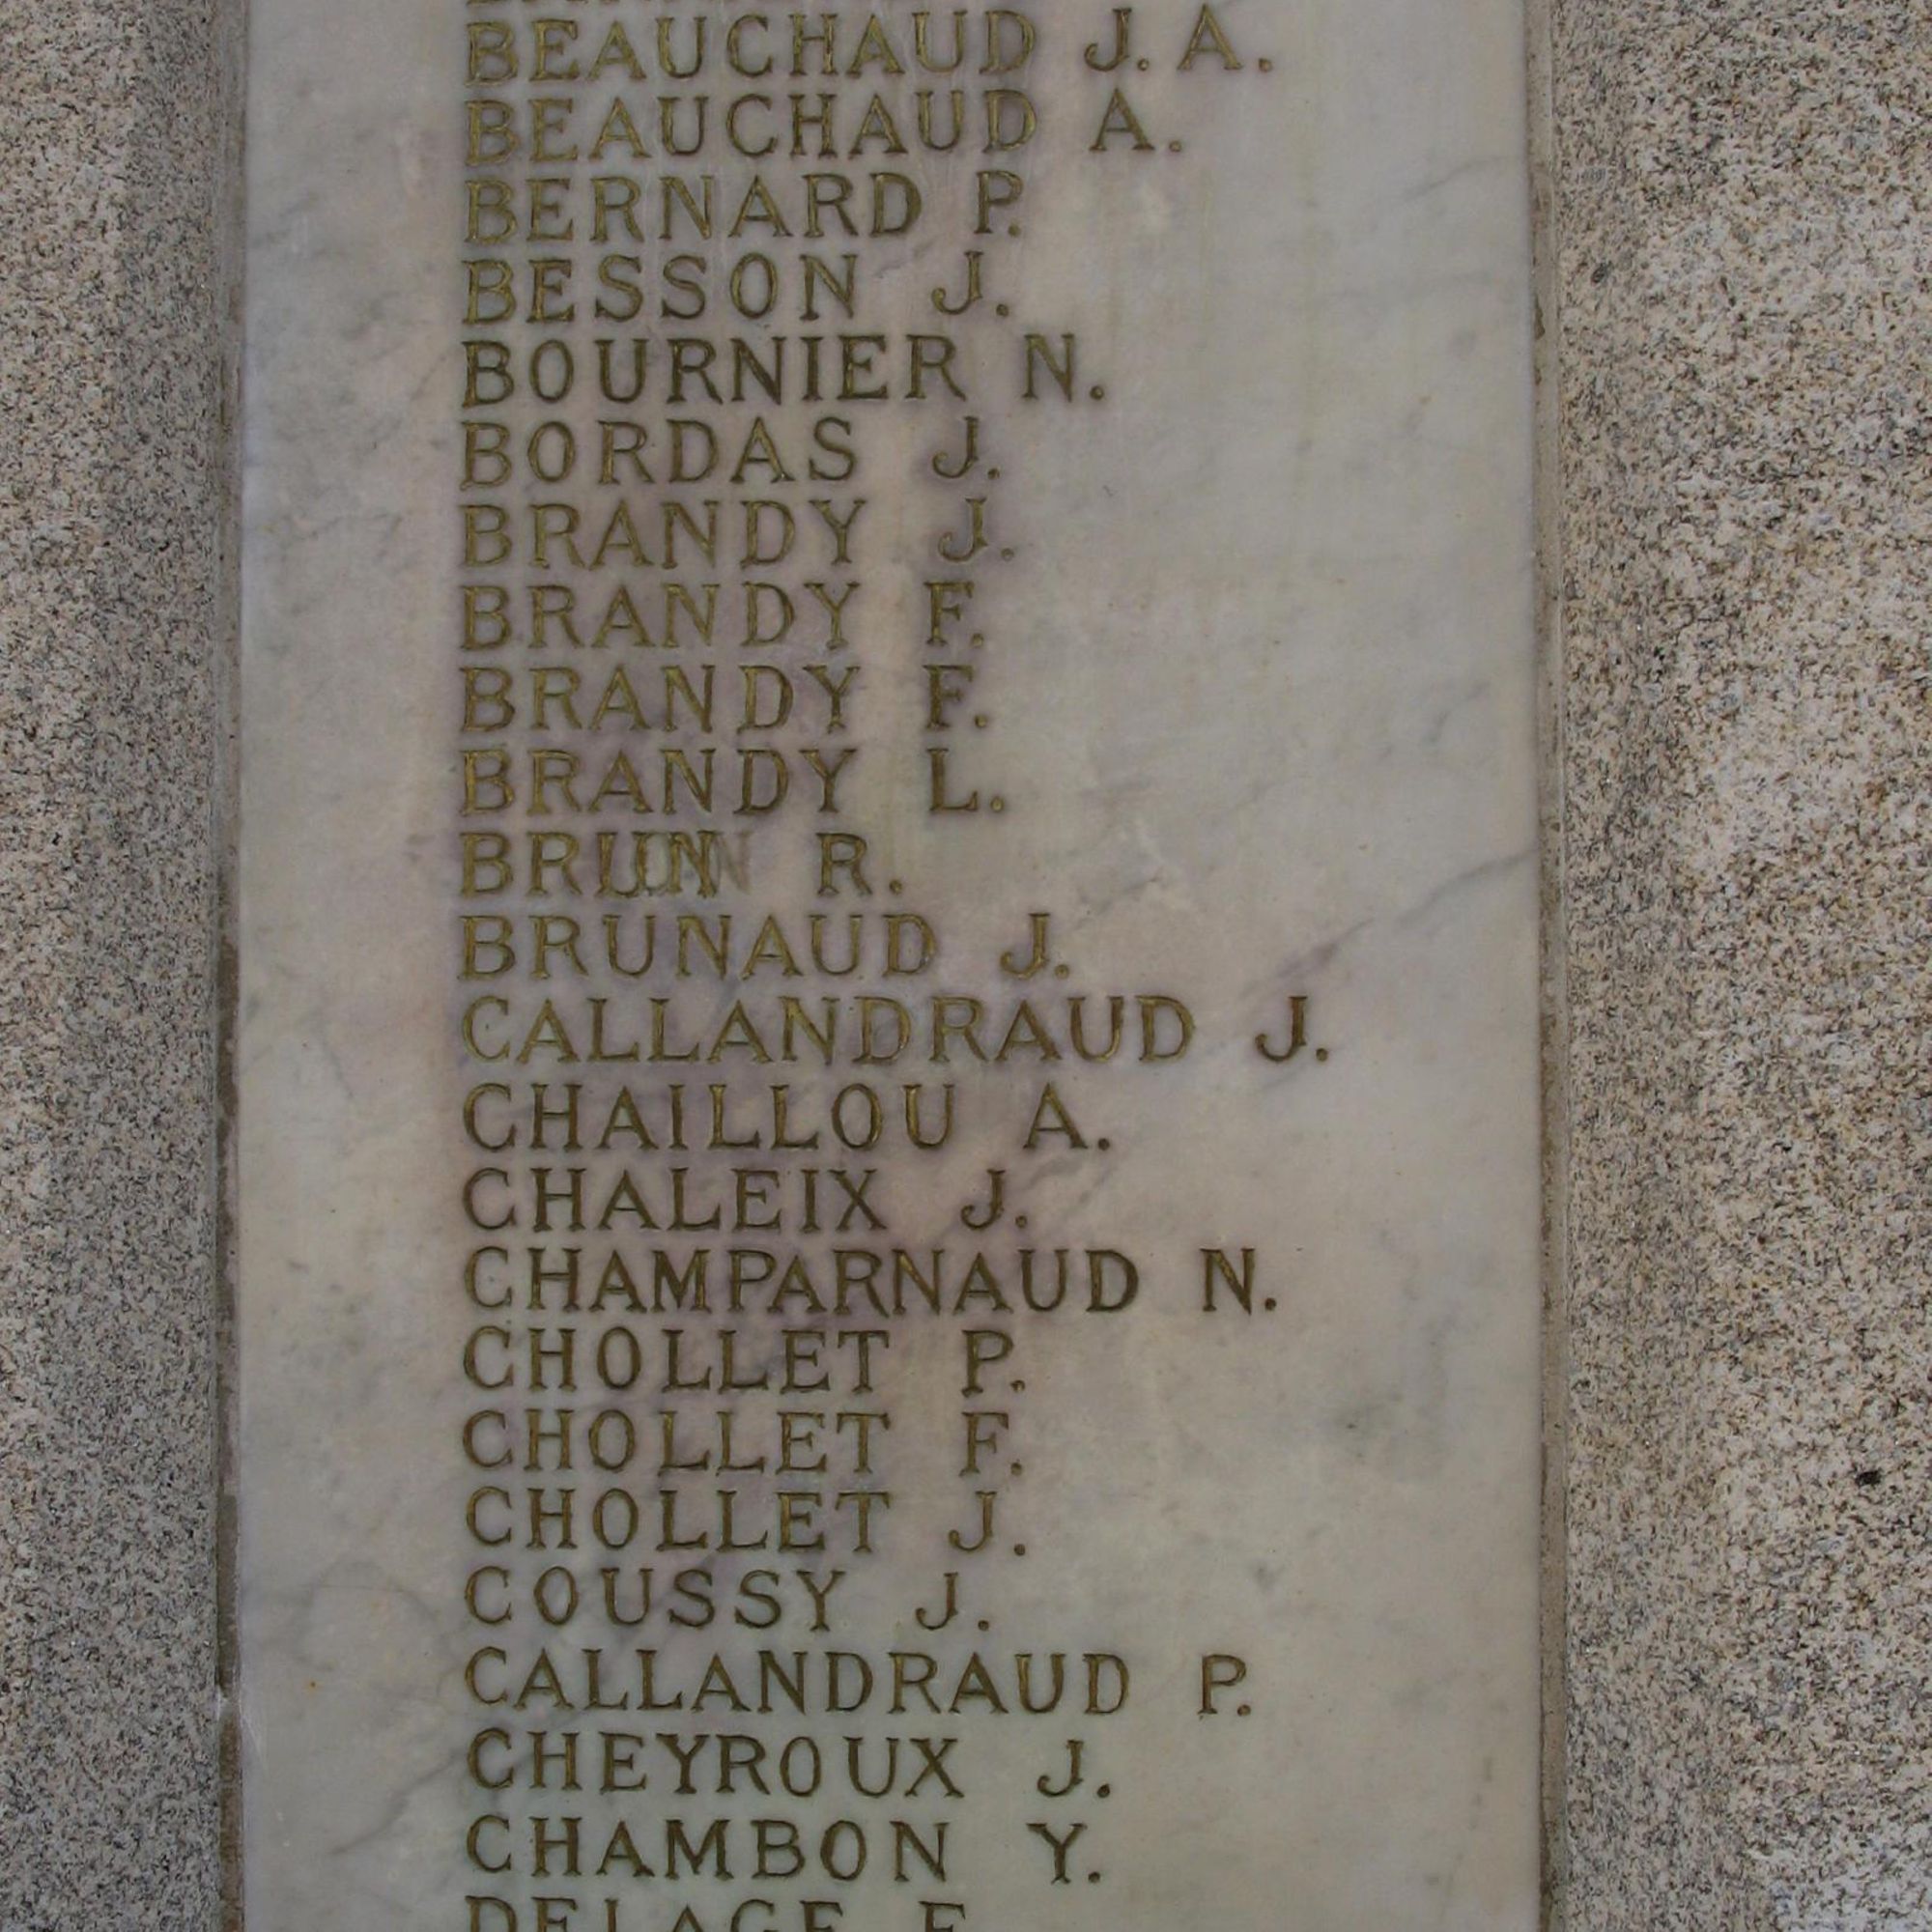 BEAUCHAUD J. A.
BEAUCHAUD A.
BERNARD P.
BESSON J.
BOURNIER N.
BORDAS J.
BRANDY J.
BRANDY F.
BRANDY F.
BRANDY L.
BRUN R.
BRUNAUD J.
CALLANDRAUD J.
CHAILLOU A.
CHALEIX J.
CHAMPARNAUD N.
CHOLLET P.
CHOLLET F.
CHOLLET J.
COUSSY J.
CALLANDRAUD P.
CHEYROUX J.
CHAMBON Y.
DELAGE